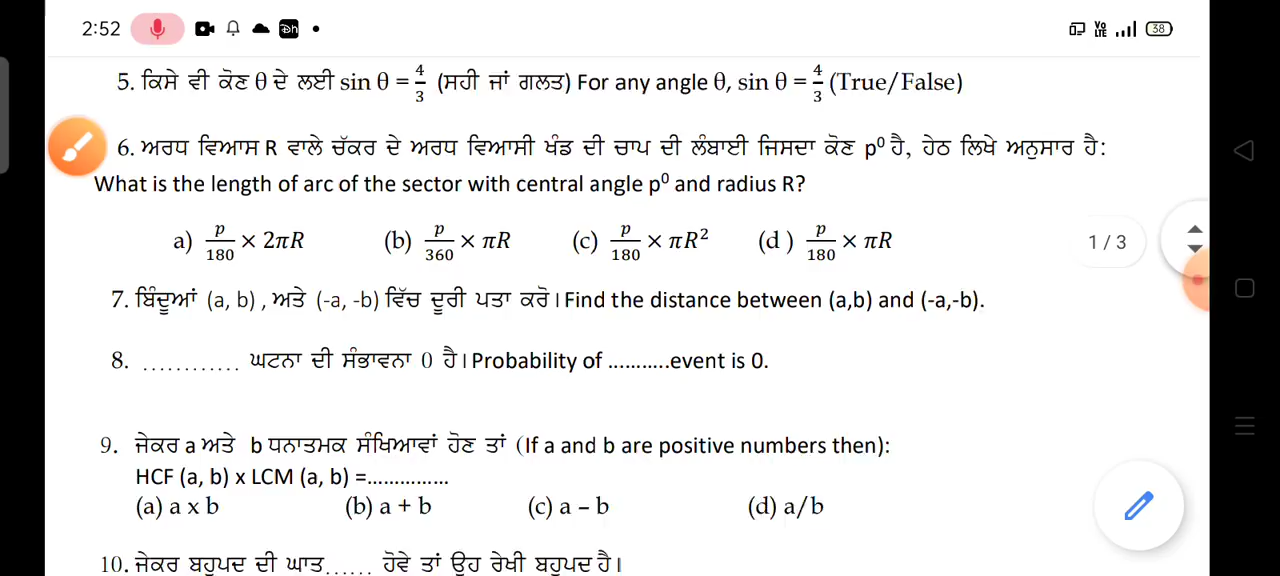 2:52 Dh Vo LTE 38
5. ਕਿਸੇ ਵੀ ਕੋਣ θ ਦੇ ਲਈ sin θ = 4/3 (ਸਹੀ ਜਾਂ ਗਲਤ) For any angle θ, sin θ = 4/3 (True/False)
6. ਅਰਧ ਵਿਆਸ R ਵਾਲੇ ਚੱਕਰ ਦੇ ਅਰਧ ਵਿਆਸੀ ਖੰਡ ਦੀ ਚਾਪ ਦੀ ਲੰਬਾਈ ਜਿਸਦਾ ਕੋਣ p⁰ ਹੈ, ਹੇਠ ਲਿਖੇ ਅਨੁਸਾਰ ਹੈ:
What is the length of arc of the sector with central angle p⁰ and radius R?
a) p/180 × 2πR (b) p/360 × πR (c) p/180 × πR² (d ) p/180 × πR
1 / 3
7. ਬਿੰਦੂਆਂ (a, b) , ਅਤੇ (-a, -b) ਵਿੱਚ ਦੂਰੀ ਪਤਾ ਕਰੋ। Find the distance between (a,b) and (-a,-b).
8. ............ ਘਟਨਾ ਦੀ ਸੰਭਾਵਨਾ 0 ਹੈ। Probability of ...........event is 0.
9. ਜੇਕਰ a ਅਤੇ b ਧਨਾਤਮਕ ਸੰਖਿਆਵਾਂ ਹੋਣ ਤਾਂ (If a and b are positive numbers then):
HCF (a, b) x LCM (a, b) =...............
(a) a x b (b) a + b (c) a – b (d) a/b
10. ਜੇਕਰ ਬਹੁਪਦ ਦੀ ਘਾਤ...... ਹੋਵੇ ਤਾਂ ਉਹ ਰੇਖੀ ਬਹੁਪਦ ਹੈ।